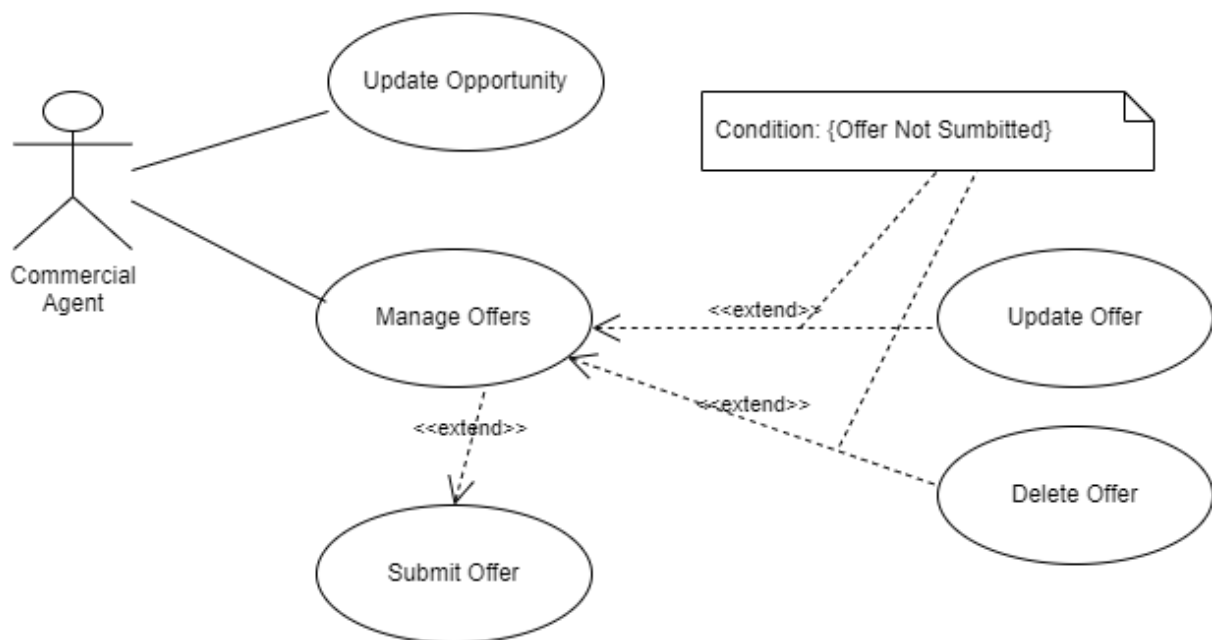 Update Opportunity
Condition: {Offer Not Sumbitted}
Commercial
Agent
Manage Offers
<<extend>>
Update Offer
<<extend>>
<<extend>>
Delete Offer
Submit Offer